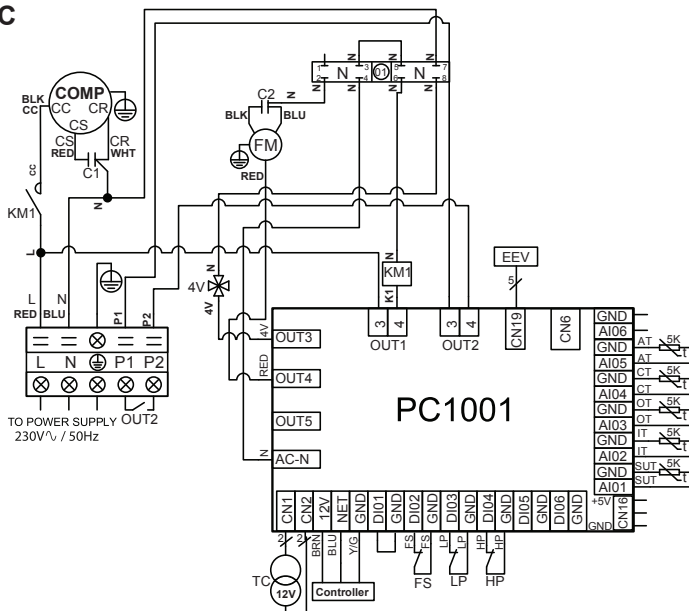 C
1 3 5 7
N 01 N
2 4 6 8
N N N N N N
COMP
CC CR
CS
BLK
CC
CS
RED
CR
WHT
C1
C2
N
BLK BLU
FM
RED
CC
KM1
N
L
L N
RED BLU
P1
P2
L N P1 P2
TO POWER SUPPLY
230V / 50Hz
OUT2
N
4V
4V
N
KM1
K1
EEV
5
4V
RED
N
OUT3
OUT4
OUT5
AC-N
3 4
OUT1
3 4
OUT2
CN19
CN6
PC1001
GND
AI06
GND
AI05
GND
AI04
GND
AI03
GND
AI02
GND
AI01
+5V
GND
CN16
AT 5K t
AT
CT 5K t
CT
OT 5K t
OT
IT 5K t
IT
SUT 5K t
SUT
CN1 CN2 12V NET GND DI01 GND DI02 GND DI03 GND DI04 GND DI05 GND DI06 GND
2 2 BRN BLU Y/G FS FS LP LP HP HP
TC
12V
Controller
FS LP HP